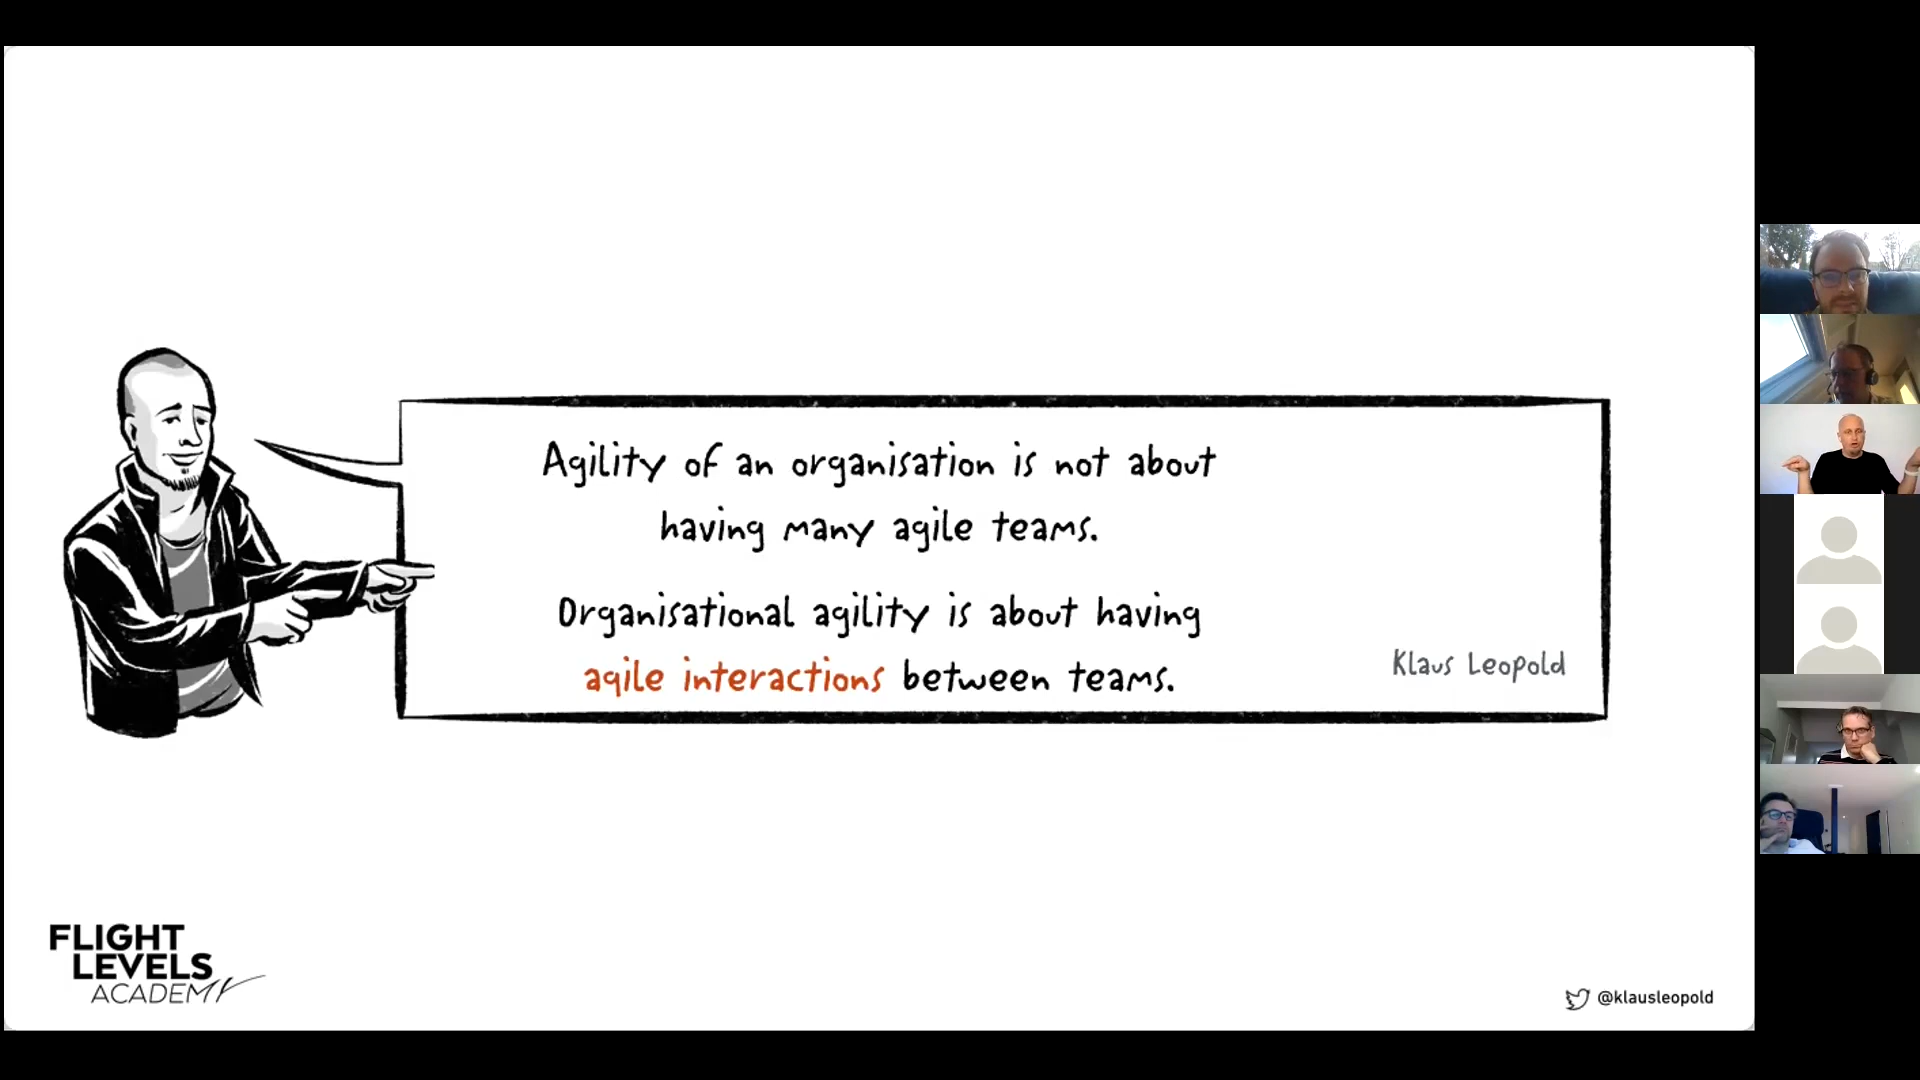 Agility of an organisation is not about
having many agile teams.
Organisational agility is about having
agile interactions between teams.
Klaus Leopold
FLIGHT
LEVELS
ACADEMY
@klausleopold